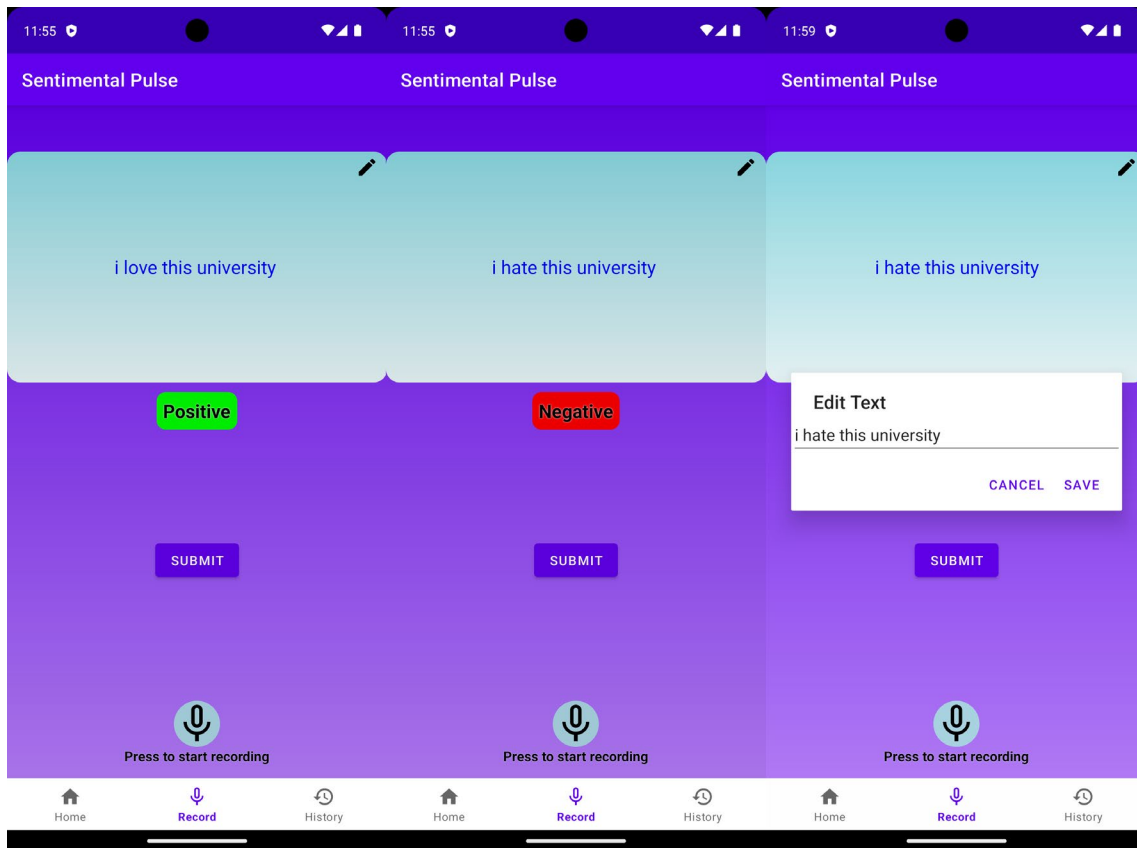 11:55
Sentimental Pulse
i love this university
Positive
SUBMIT
Press to start recording
Home Record History
11:55
Sentimental Pulse
i hate this university
Negative
SUBMIT
Press to start recording
Home Record History
11:59
Sentimental Pulse
i hate this university
Edit Text
i hate this university
CANCEL SAVE
SUBMIT
Press to start recording
Home Record History